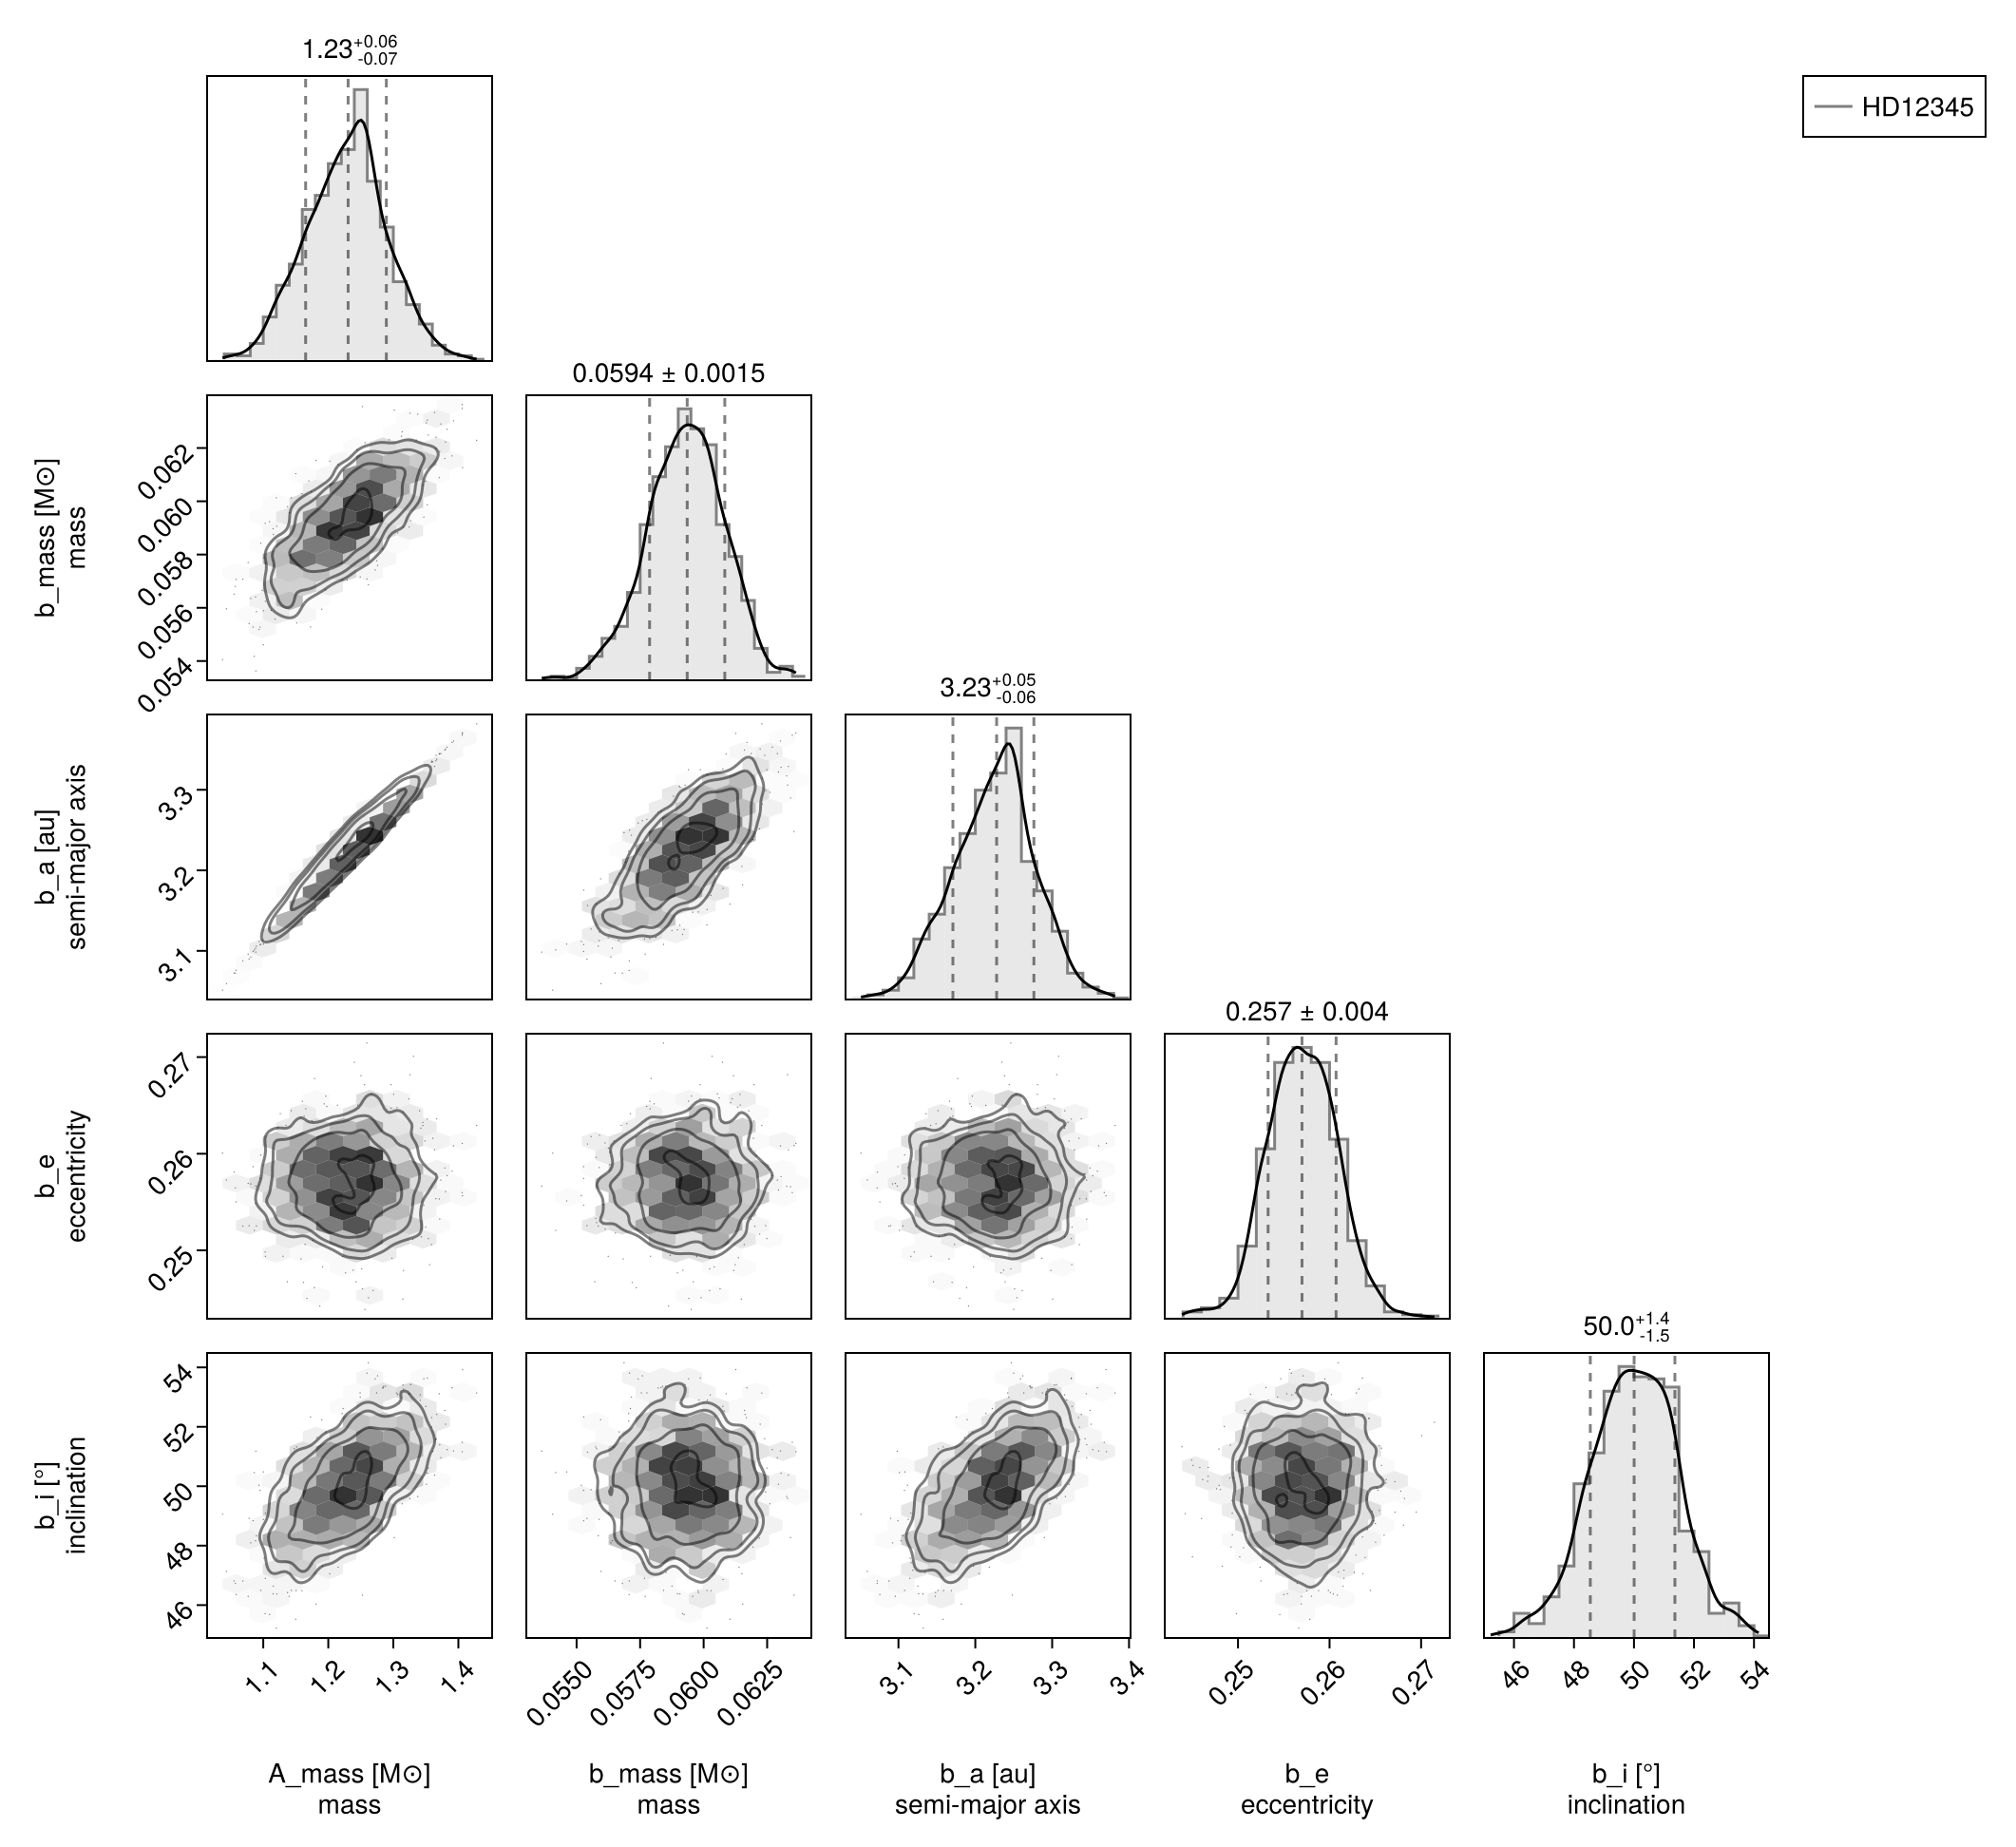 1.23+0.06
-0.07
HD12345
0.0594 ± 0.0015
b_mass [M⊙]
mass
0.062
0.060
0.058
0.056
0.054
3.23+0.05
-0.06
b_a [au]
semi-major axis
3.3
3.2
3.1
0.257 ± 0.004
b_e
eccentricity
0.27
0.26
0.25
50.0+1.4
-1.5
b_i [°]
inclination
54
52
50
48
46
1.1 1.2 1.3 1.4
0.0550 0.0575 0.0600 0.0625
3.1 3.2 3.3 3.4
0.25 0.26 0.27
46 48 50 52 54
A_mass [M⊙]
mass
b_mass [M⊙]
mass
b_a [au]
semi-major axis
b_e
eccentricity
b_i [°]
inclination